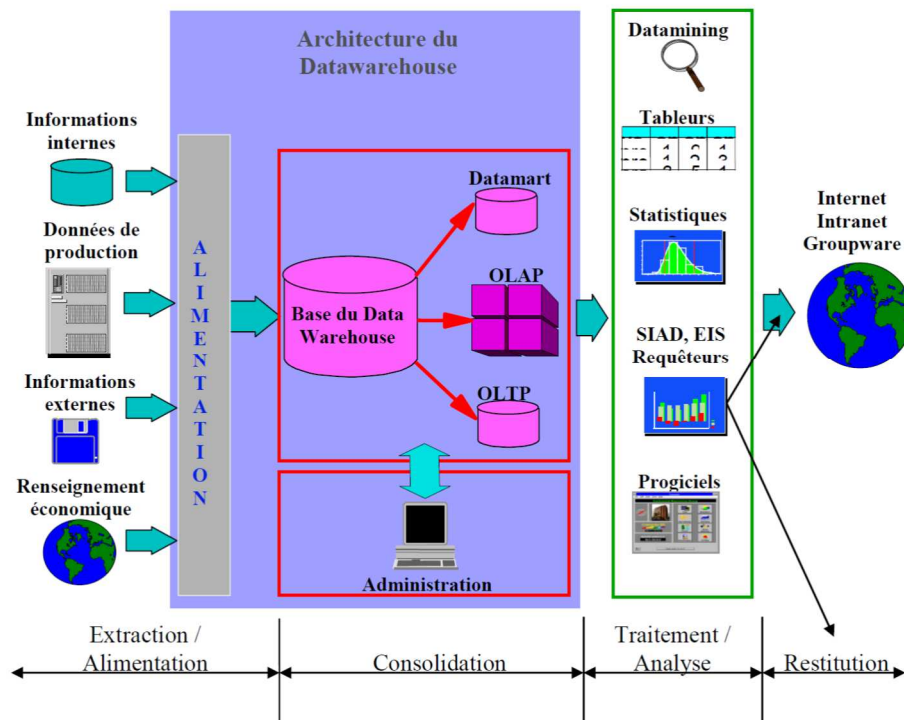 Architecture du
Datawarehouse
Informations
internes
Données de
production
Informations
externes
Renseignement
économique
ALIMENTATION
Base du Data
Warehouse
Datamart
OLAP
OLTP
Administration
Datamining
Tableurs
Statistiques
SIAD, EIS
Requêteurs
Progiciels
Internet
Intranet
Groupware
Extraction /
Alimentation
Consolidation
Traitement /
Analyse
Restitution